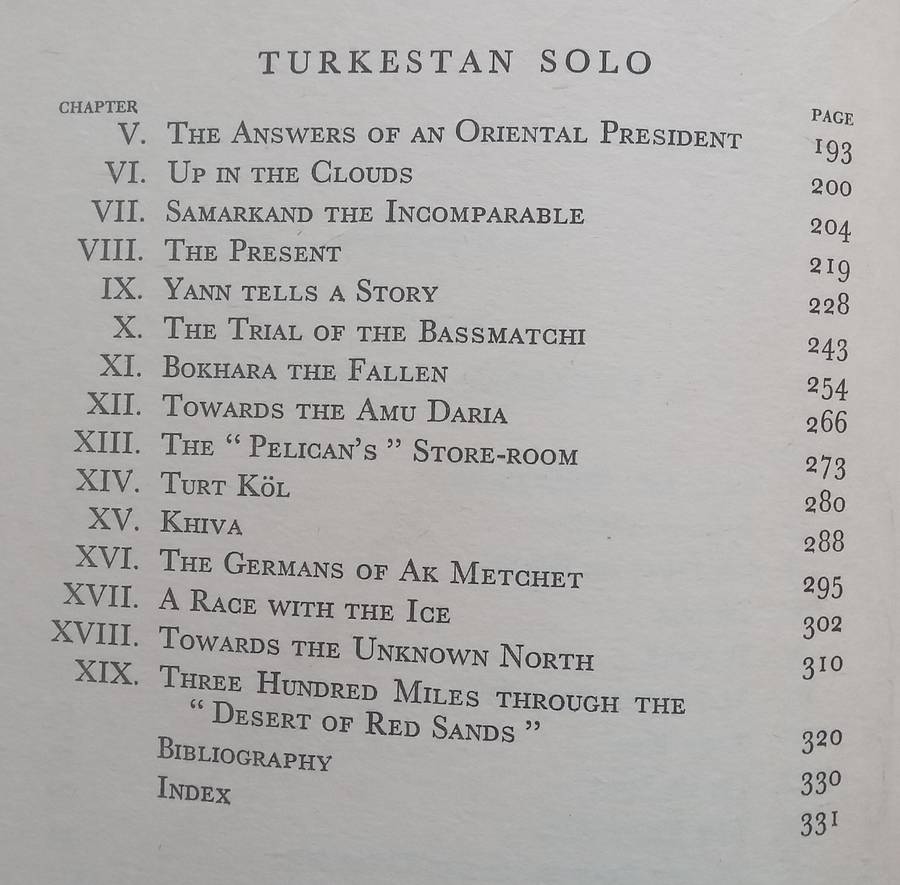 TURKESTAN SOLO
CHAPTER PAGE
V. THE ANSWERS OF AN ORIENTAL PRESIDENT 193
VI. UP IN THE CLOUDS 200
VII. SAMARKAND THE INCOMPARABLE 204
VIII. THE PRESENT 219
IX. YANN TELLS A STORY 228
X. THE TRIAL OF THE BASSMATCHI 243
XI. BOKHARA THE FALLEN 254
XII. TOWARDS THE AMU DARIA 266
XIII. THE “ PELICAN’S ” STORE-ROOM 273
XIV. TURT KÖL 280
XV. KHIVA 288
XVI. THE GERMANS OF AK METCHET 295
XVII. A RACE WITH THE ICE 302
XVIII. TOWARDS THE UNKNOWN NORTH 310
XIX. THREE HUNDRED MILES THROUGH THE
“ DESERT OF RED SANDS ” 320
BIBLIOGRAPHY 330
INDEX 331